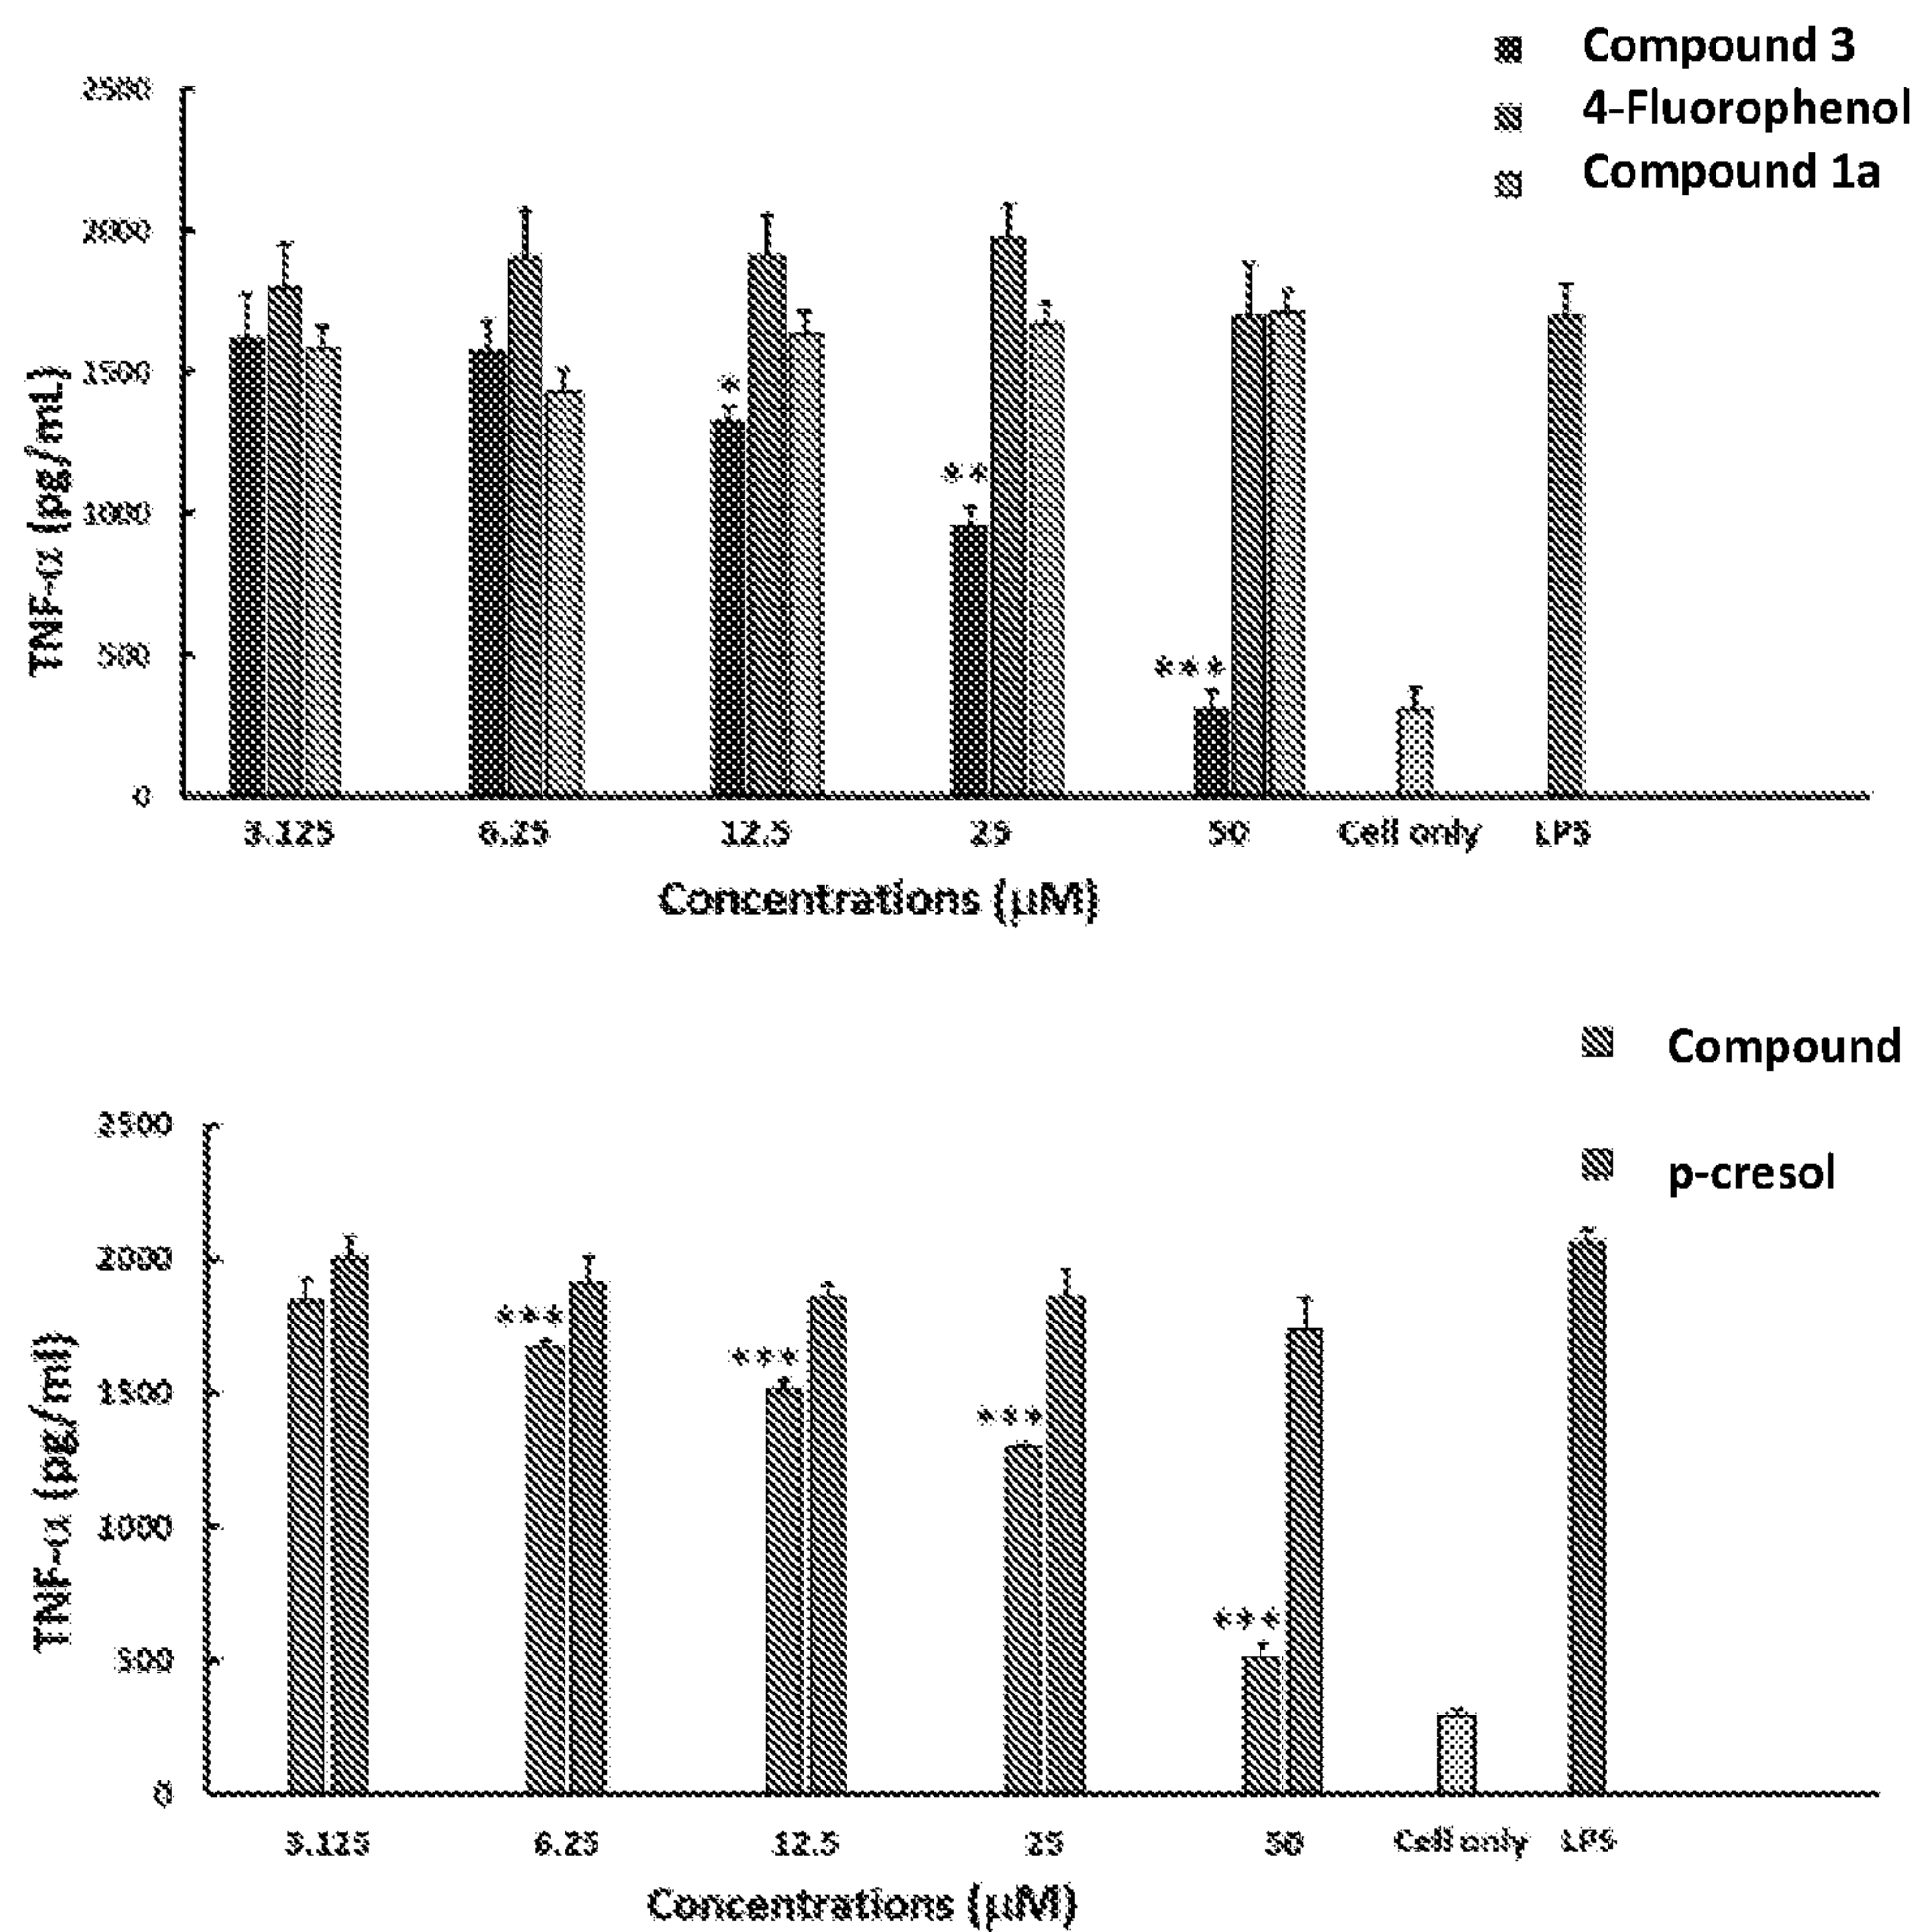 Compound 3
4-Fluorophenol
Compound 1a
TNF-α (pg/mL)
2500
2000
1500
1000
500
0
*
**
***
3.125 6.25 12.5 25 50 Cell only LPS
Concentrations (μM)
Compound
p-cresol
TNF-α (pg/ml)
2500
2000
1500
1000
500
0
***
***
***
***
3.125 6.25 12.5 25 50 Cell only LPS
Concentrations (μM)